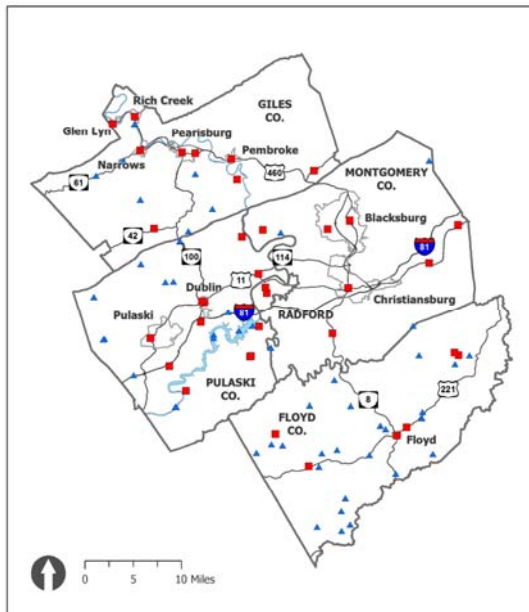 Rich Creek
GILES
CO.
Glen Lyn
Pearisburg
Pembroke
Narrows
460
MONTGOMERY
CO.
61
Blacksburg
42
81
100
114
11
Dublin
Christiansburg
81
Pulaski
RADFORD
PULASKI
CO.
8
221
FLOYD
CO.
Floyd
0 5 10 Miles